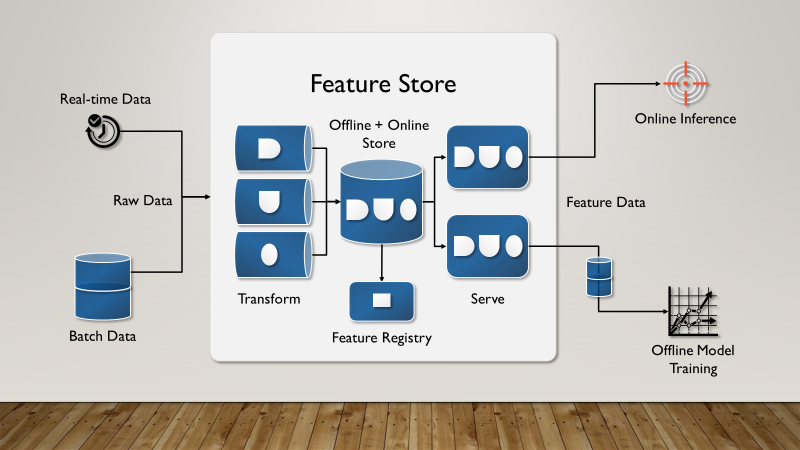 Feature Store
Real-time Data
Offline + Online
Store
Online Inference
Raw Data
Feature Data
Transform
Serve
Batch Data
Feature Registry
Offline Model
Training